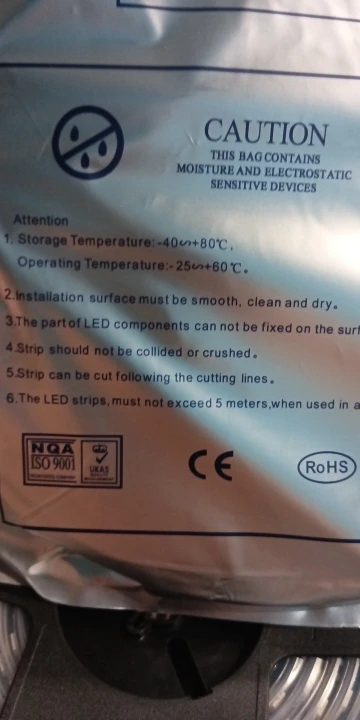 CAUTION
THIS BAG CONTAINS
MOISTURE AND ELECTROSTATIC
SENSITIVE DEVICES
Attention
1. Storage Temperature:-40∽+80℃,
Operating Temperature:-25∽+60℃。
2.Installation surface must be smooth, clean and dry。
3.The part of LED components can not be fixed on the surf
4.Strip should not be collided or crushed。
5.Strip can be cut following the cutting lines。
6.The LED strips, must not exceed 5 meters,when used in a
NQA
ISO 9001
UKAS
CE
RoHS